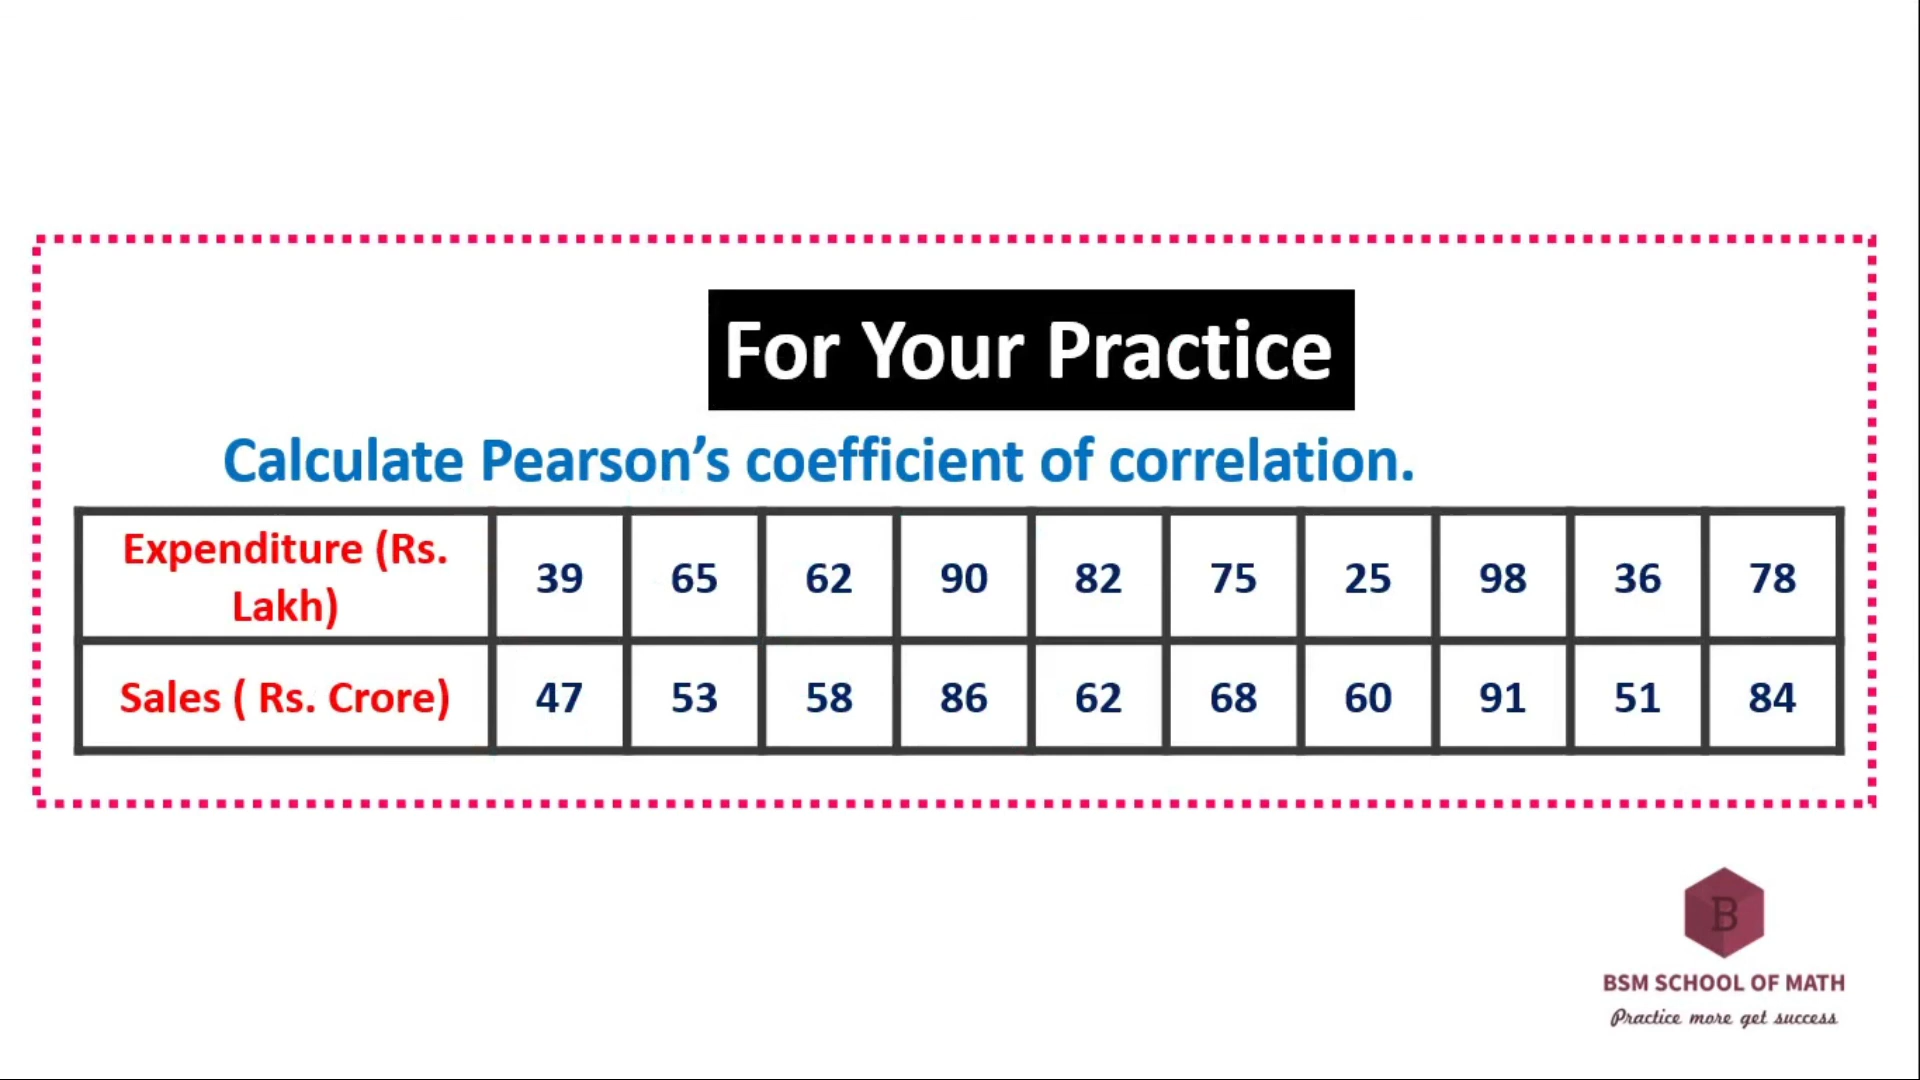 For Your Practice
Calculate Pearson’s coefficient of correlation.
Expenditure (Rs. Lakh) 39 65 62 90 82 75 25 98 36 78
Sales ( Rs. Crore) 47 53 58 86 62 68 60 91 51 84
B
BSM SCHOOL OF MATH
Practice more get success